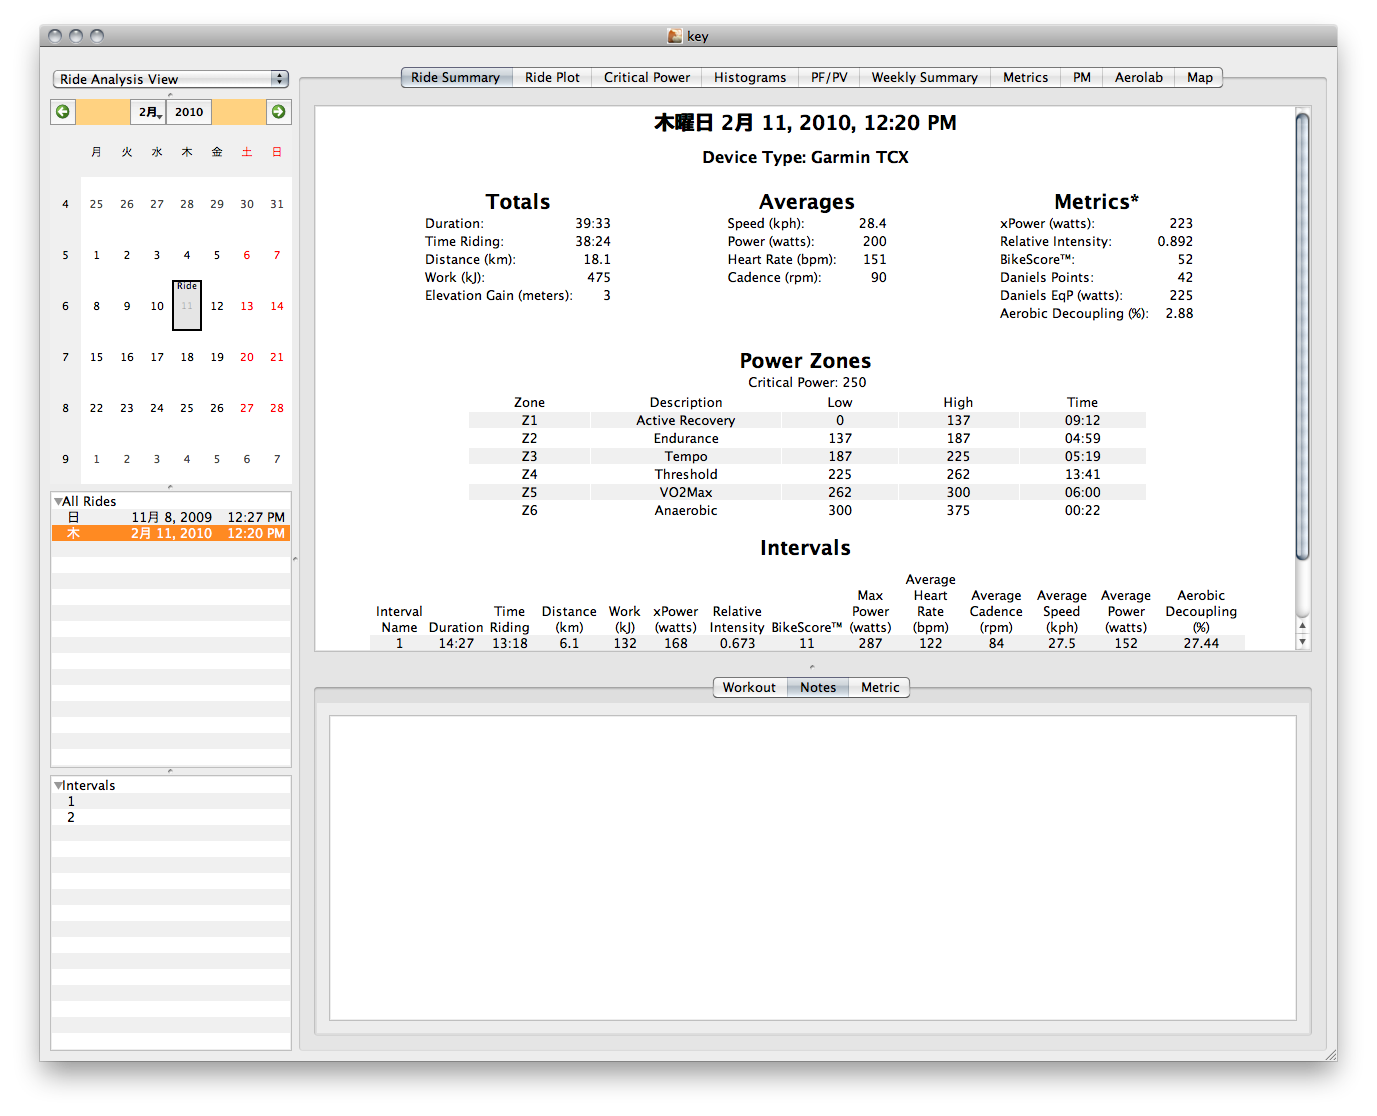 key
Ride Analysis View
2月 2010
月 火 水 木 金 土 日
4 25 26 27 28 29 30 31
5 1 2 3 4 5 6 7
Ride
6 8 9 10 11 12 13 14
7 15 16 17 18 19 20 21
8 22 23 24 25 26 27 28
9 1 2 3 4 5 6 7
All Rides
日 11月 8, 2009 12:27 PM
木 2月 11, 2010 12:20 PM
Intervals
1
2
Ride Summary Ride Plot Critical Power Histograms PF/PV Weekly Summary Metrics PM Aerolab Map
木曜日 2月 11, 2010, 12:20 PM
Device Type: Garmin TCX
Totals
Duration: 39:33
Time Riding: 38:24
Distance (km): 18.1
Work (kJ): 475
Elevation Gain (meters): 3
Averages
Speed (kph): 28.4
Power (watts): 200
Heart Rate (bpm): 151
Cadence (rpm): 90
Metrics*
xPower (watts): 223
Relative Intensity: 0.892
BikeScore™: 52
Daniels Points: 42
Daniels EqP (watts): 225
Aerobic Decoupling (%): 2.88
Power Zones
Critical Power: 250
Zone Description Low High Time
Z1 Active Recovery 0 137 09:12
Z2 Endurance 137 187 04:59
Z3 Tempo 187 225 05:19
Z4 Threshold 225 262 13:41
Z5 VO2Max 262 300 06:00
Z6 Anaerobic 300 375 00:22
Intervals
Average
Max Heart Average Average Average Aerobic
Interval Time Distance Work xPower Relative Power Rate Cadence Speed Power Decoupling
Name Duration Riding (km) (kJ) (watts) Intensity BikeScore™ (watts) (bpm) (rpm) (kph) (watts) (%)
1 14:27 13:18 6.1 132 168 0.673 11 287 122 84 27.5 152 27.44
Workout Notes Metric